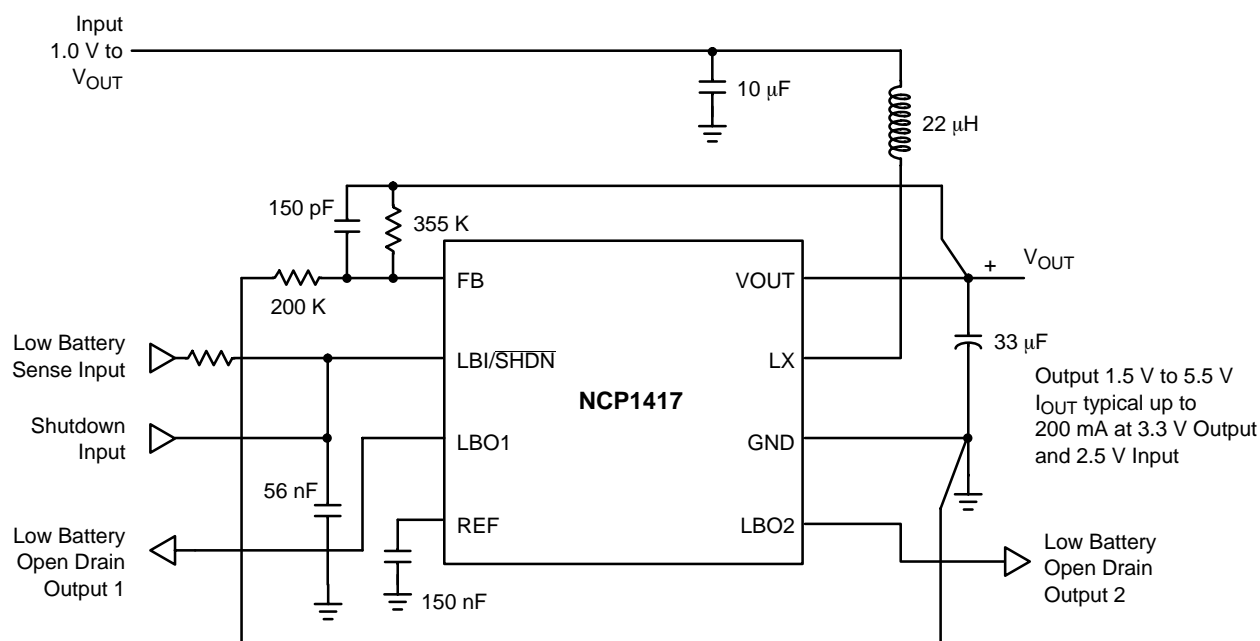 Input
1.0 V to
VOUT
10 μF
22 μH
150 pF
355 K
FB
VOUT
+
VOUT
200 K
Low Battery
Sense Input
LBI/SHDN
LX
33 μF
NCP1417
Output 1.5 V to 5.5 V
IOUT typical up to
200 mA at 3.3 V Output
and 2.5 V Input
Shutdown
Input
LBO1
GND
56 nF
REF
LBO2
Low Battery
Open Drain
Output 1
150 nF
Low Battery
Open Drain
Output 2